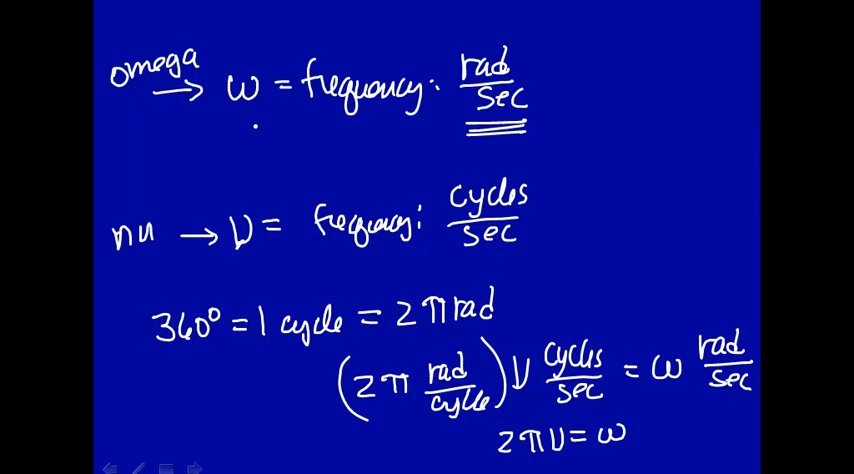 omega → ω = frequency: rad/sec
nu → ν = frequency: cycles/sec
360° = 1 cycle = 2π rad
(2π rad/cycle) ν cycles/sec = ω rad/sec
2πν = ω